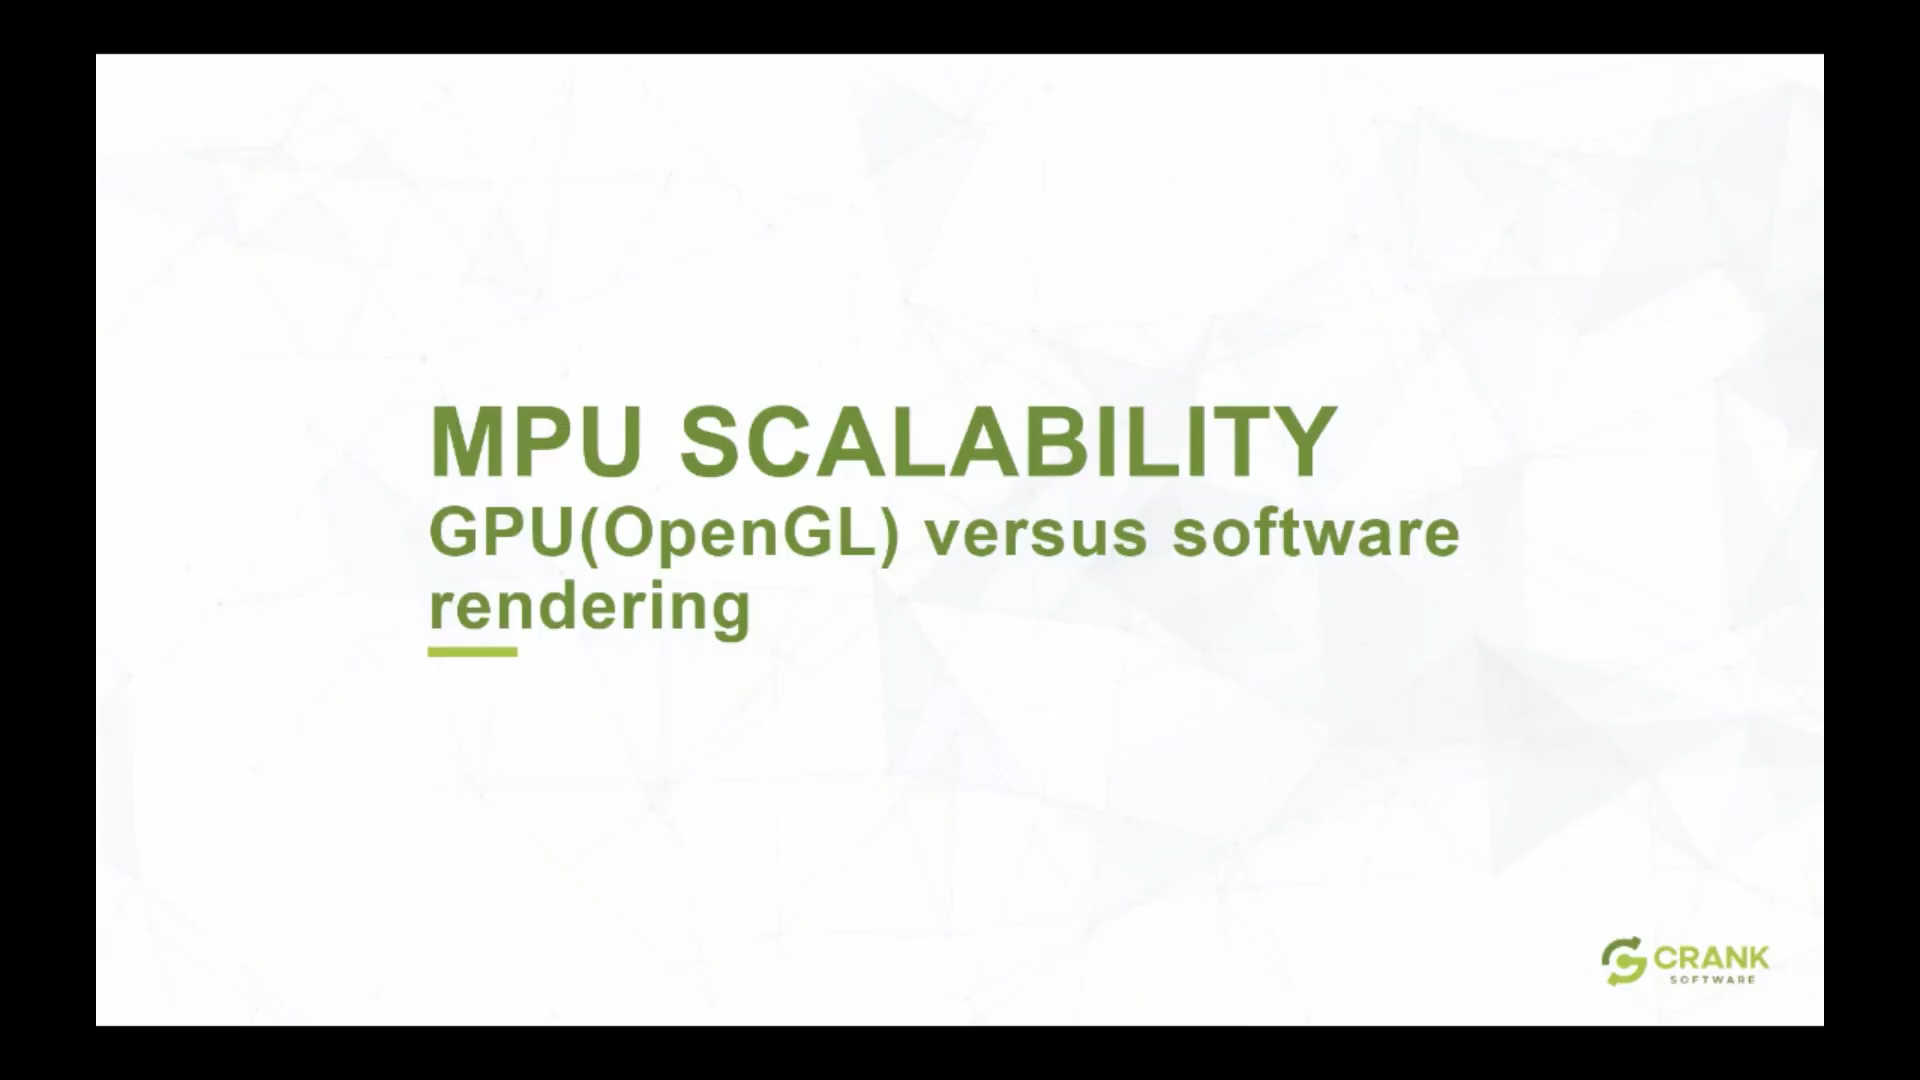 MPU SCALABILITY
GPU(OpenGL) versus software
rendering
CRANK
SOFTWARE